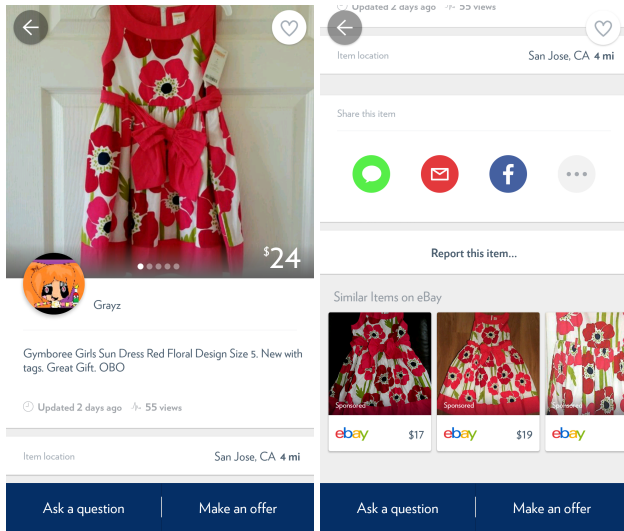 $24
Grayz
Gymboree Girls Sun Dress Red Floral Design Size 5. New with
tags. Great Gift. OBO
Updated 2 days ago 55 views
Item location San Jose, CA 4 mi
Ask a question Make an offer
Updated 2 days ago 55 views
Item location San Jose, CA 4 mi
Share this item
f
Report this item...
Similar Items on eBay
Sponsored Sponsored Sponsored
ebay $17 ebay $19 ebay
Ask a question Make an offer